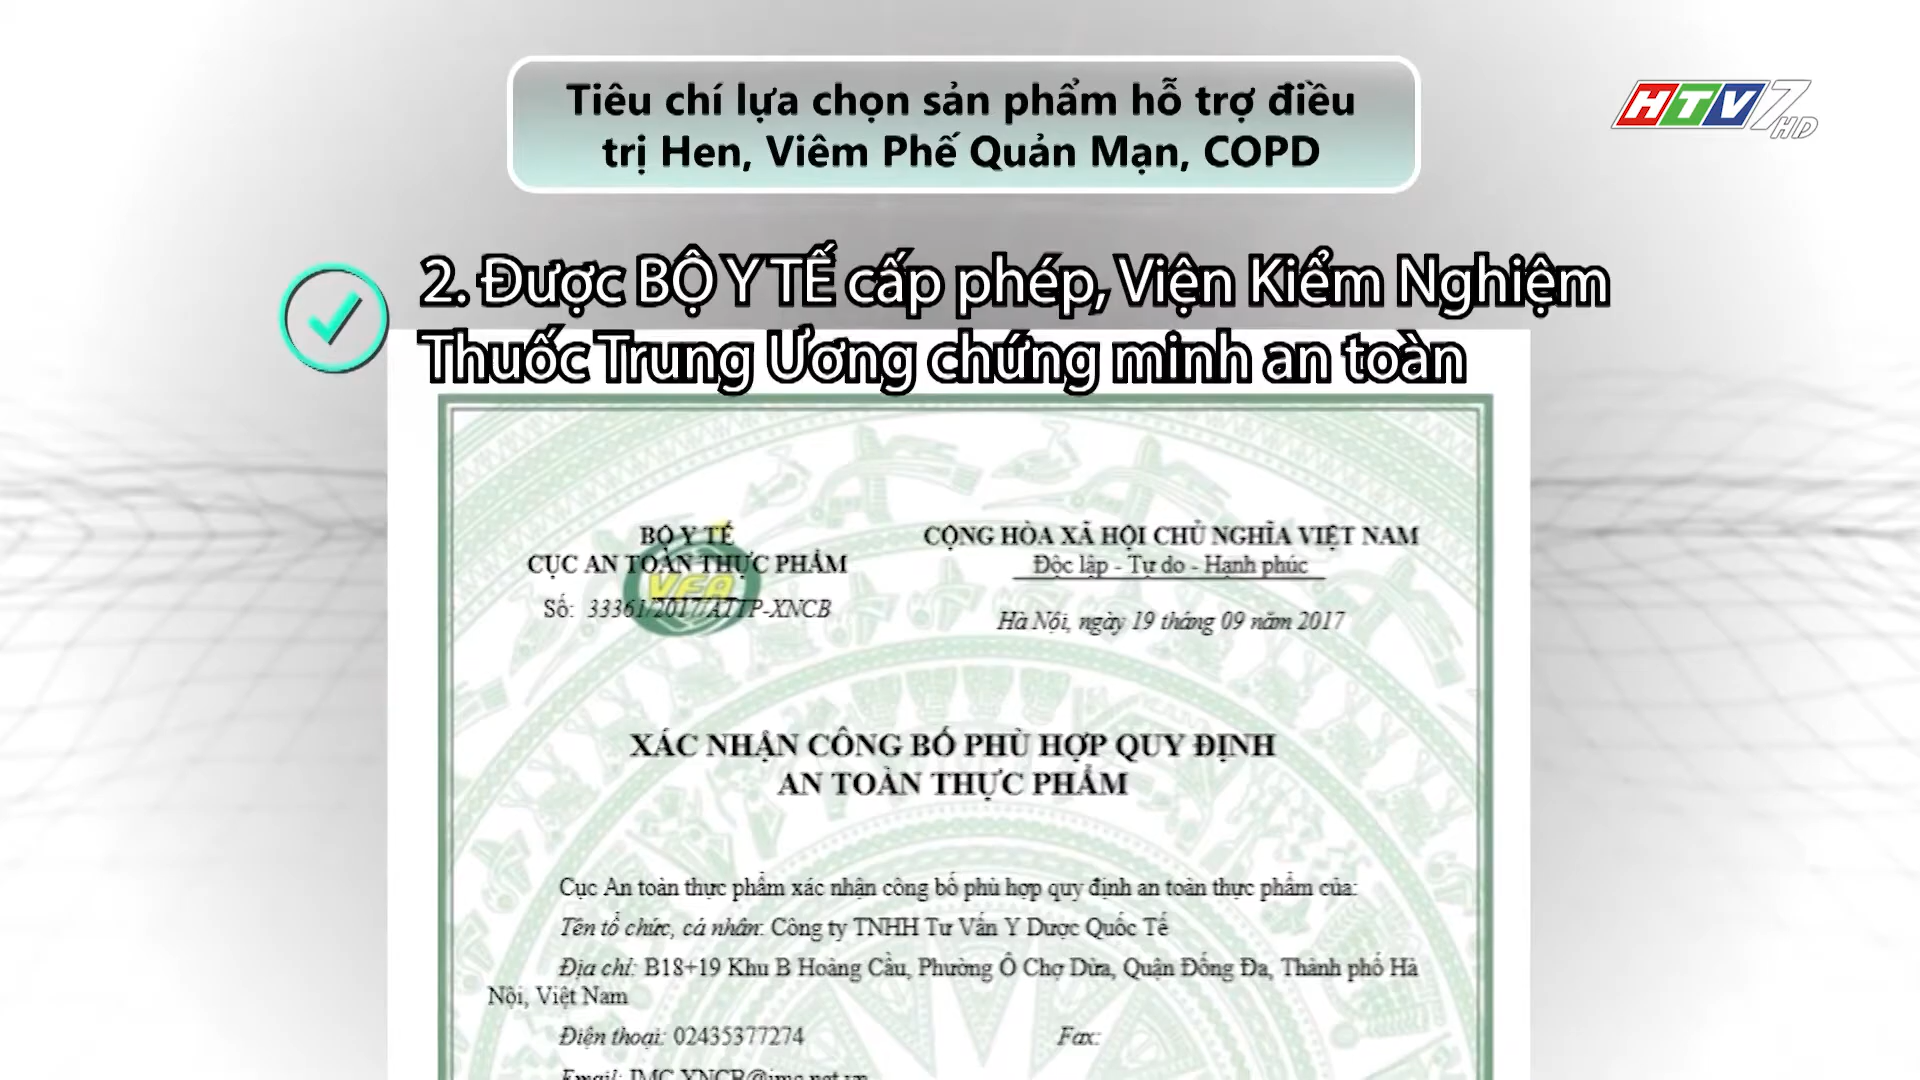 Tiêu chí lựa chọn sản phẩm hỗ trợ điều
trị Hen, Viêm Phế Quản Mạn, COPD
HTV7 HD
2. Được BỘ Y TẾ cấp phép, Viện Kiểm Nghiệm
Thuốc Trung Ương chứng minh an toàn
BỘ Y TẾ
CỤC AN TOÀN THỰC PHẨM
VFA
Số: 33361/2017/ATTP-XNCB
CỘNG HÒA XÃ HỘI CHỦ NGHĨA VIỆT NAM
Độc lập - Tự do - Hạnh phúc
Hà Nội, ngày 19 tháng 09 năm 2017
XÁC NHẬN CÔNG BỐ PHÙ HỢP QUY ĐỊNH
AN TOÀN THỰC PHẨM
Cục An toàn thực phẩm xác nhận công bố phù hợp quy định an toàn thực phẩm của:
Tên tổ chức, cá nhân: Công ty TNHH Tư Vấn Y Dược Quốc Tế
Địa chỉ: B18+19 Khu B Hoàng Cầu, Phường Ô Chợ Dừa, Quận Đống Đa, Thành phố Hà
Nội, Việt Nam
Điện thoại: 02435377274 Fax:
Email: IMC.XNCB@imc.net.vn